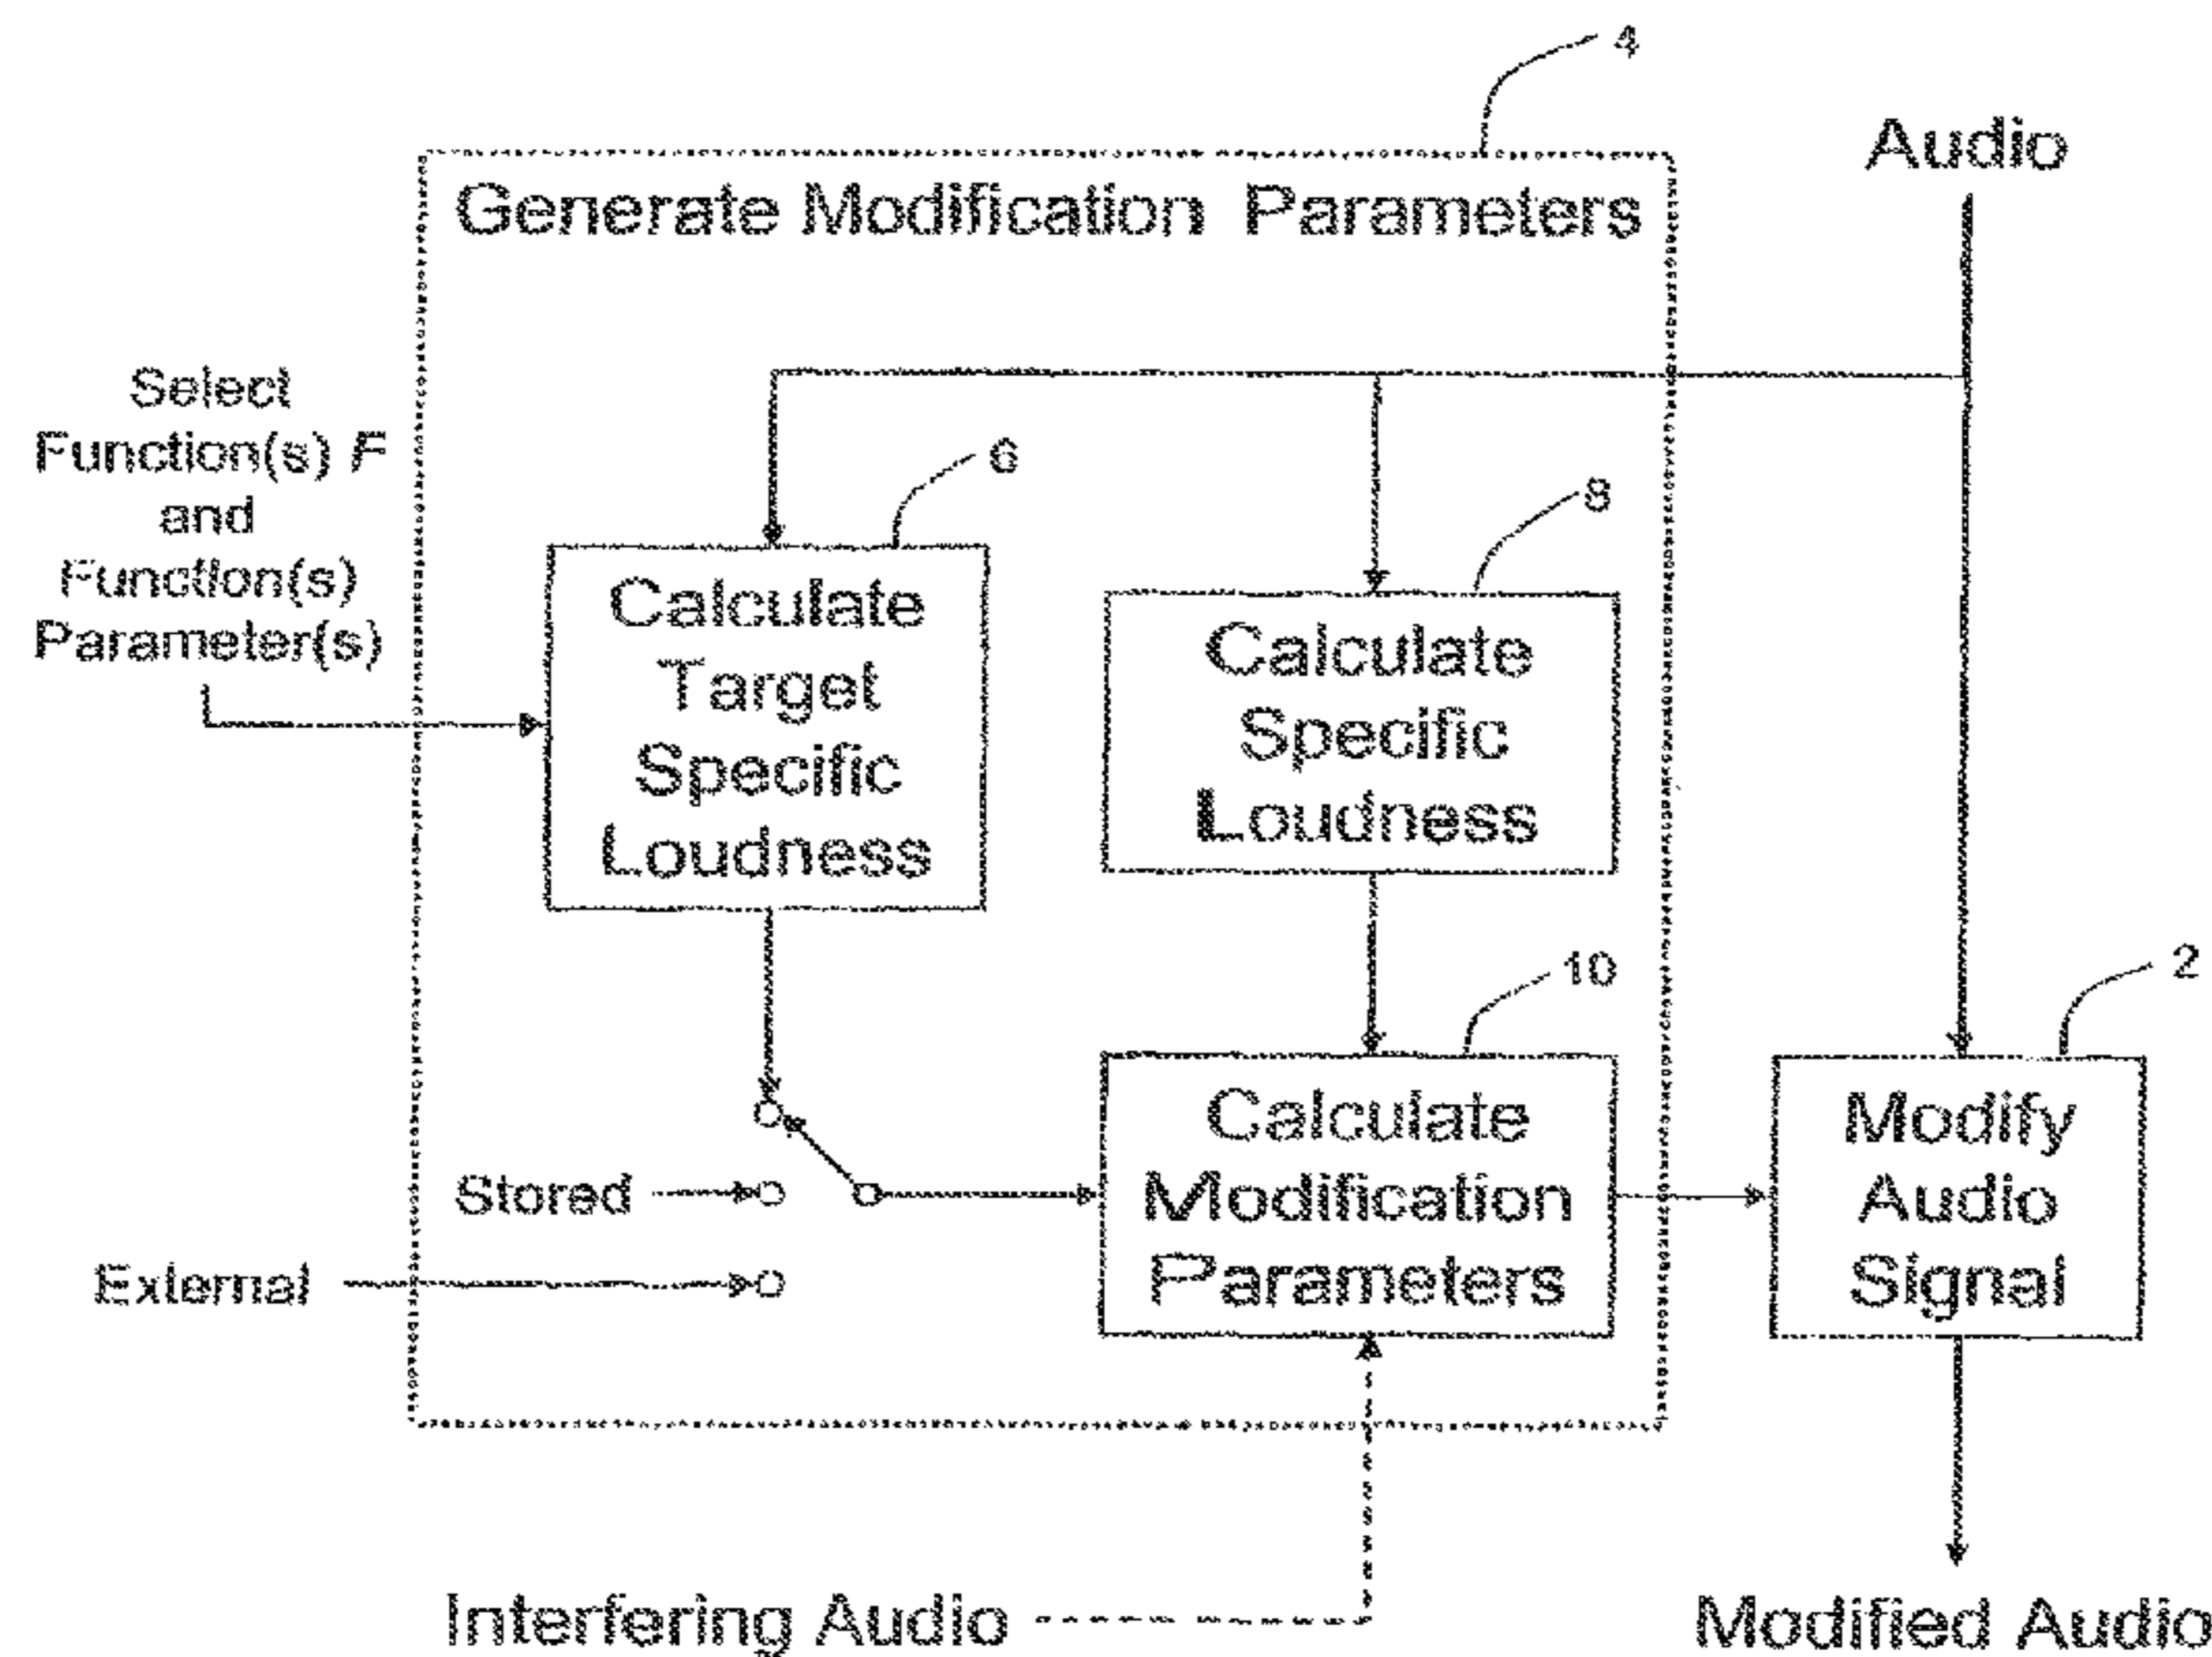 4
Audio
Generate Modification Parameters
Select
Function(s) F
and
Function(s)
Parameter(s)
6
8
Calculate
Target
Specific
Loudness
Calculate
Specific
Loudness
10
2
Calculate
Modification
Parameters
Modify
Audio
Signal
Stored
External
Interfering Audio
Modified Audio